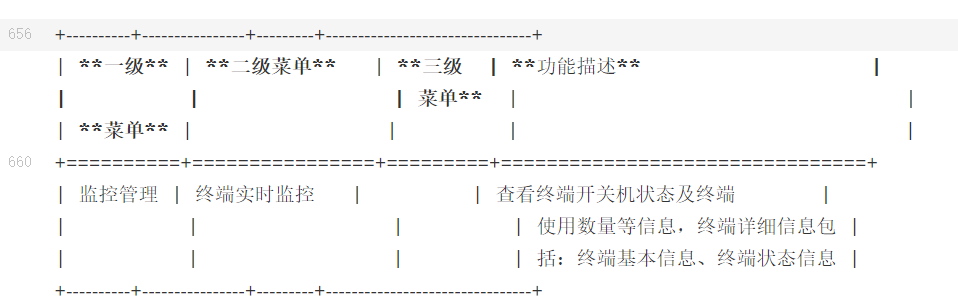 656 +----------+----------------+---------+--------------------------------+
| **一级** | **二级菜单** | **三级 | **功能描述** |
| | | 菜单** | |
| **菜单** | | | |
660 +==========+================+=========+================================+
| 监控管理 | 终端实时监控 | | 查看终端开关机状态及终端 |
| | | | 使用数量等信息，终端详细信息包 |
| | | | 括：终端基本信息、终端状态信息 |
+----------+----------------+---------+--------------------------------+